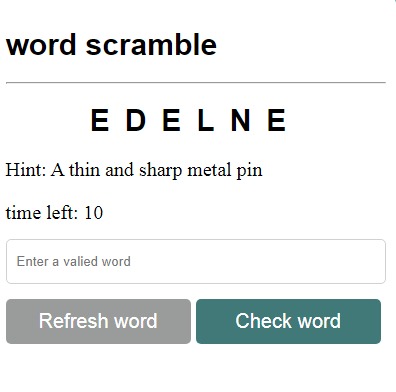 word scramble
E D E L N E
Hint: A thin and sharp metal pin
time left: 10
Enter a valied word
Refresh word Check word